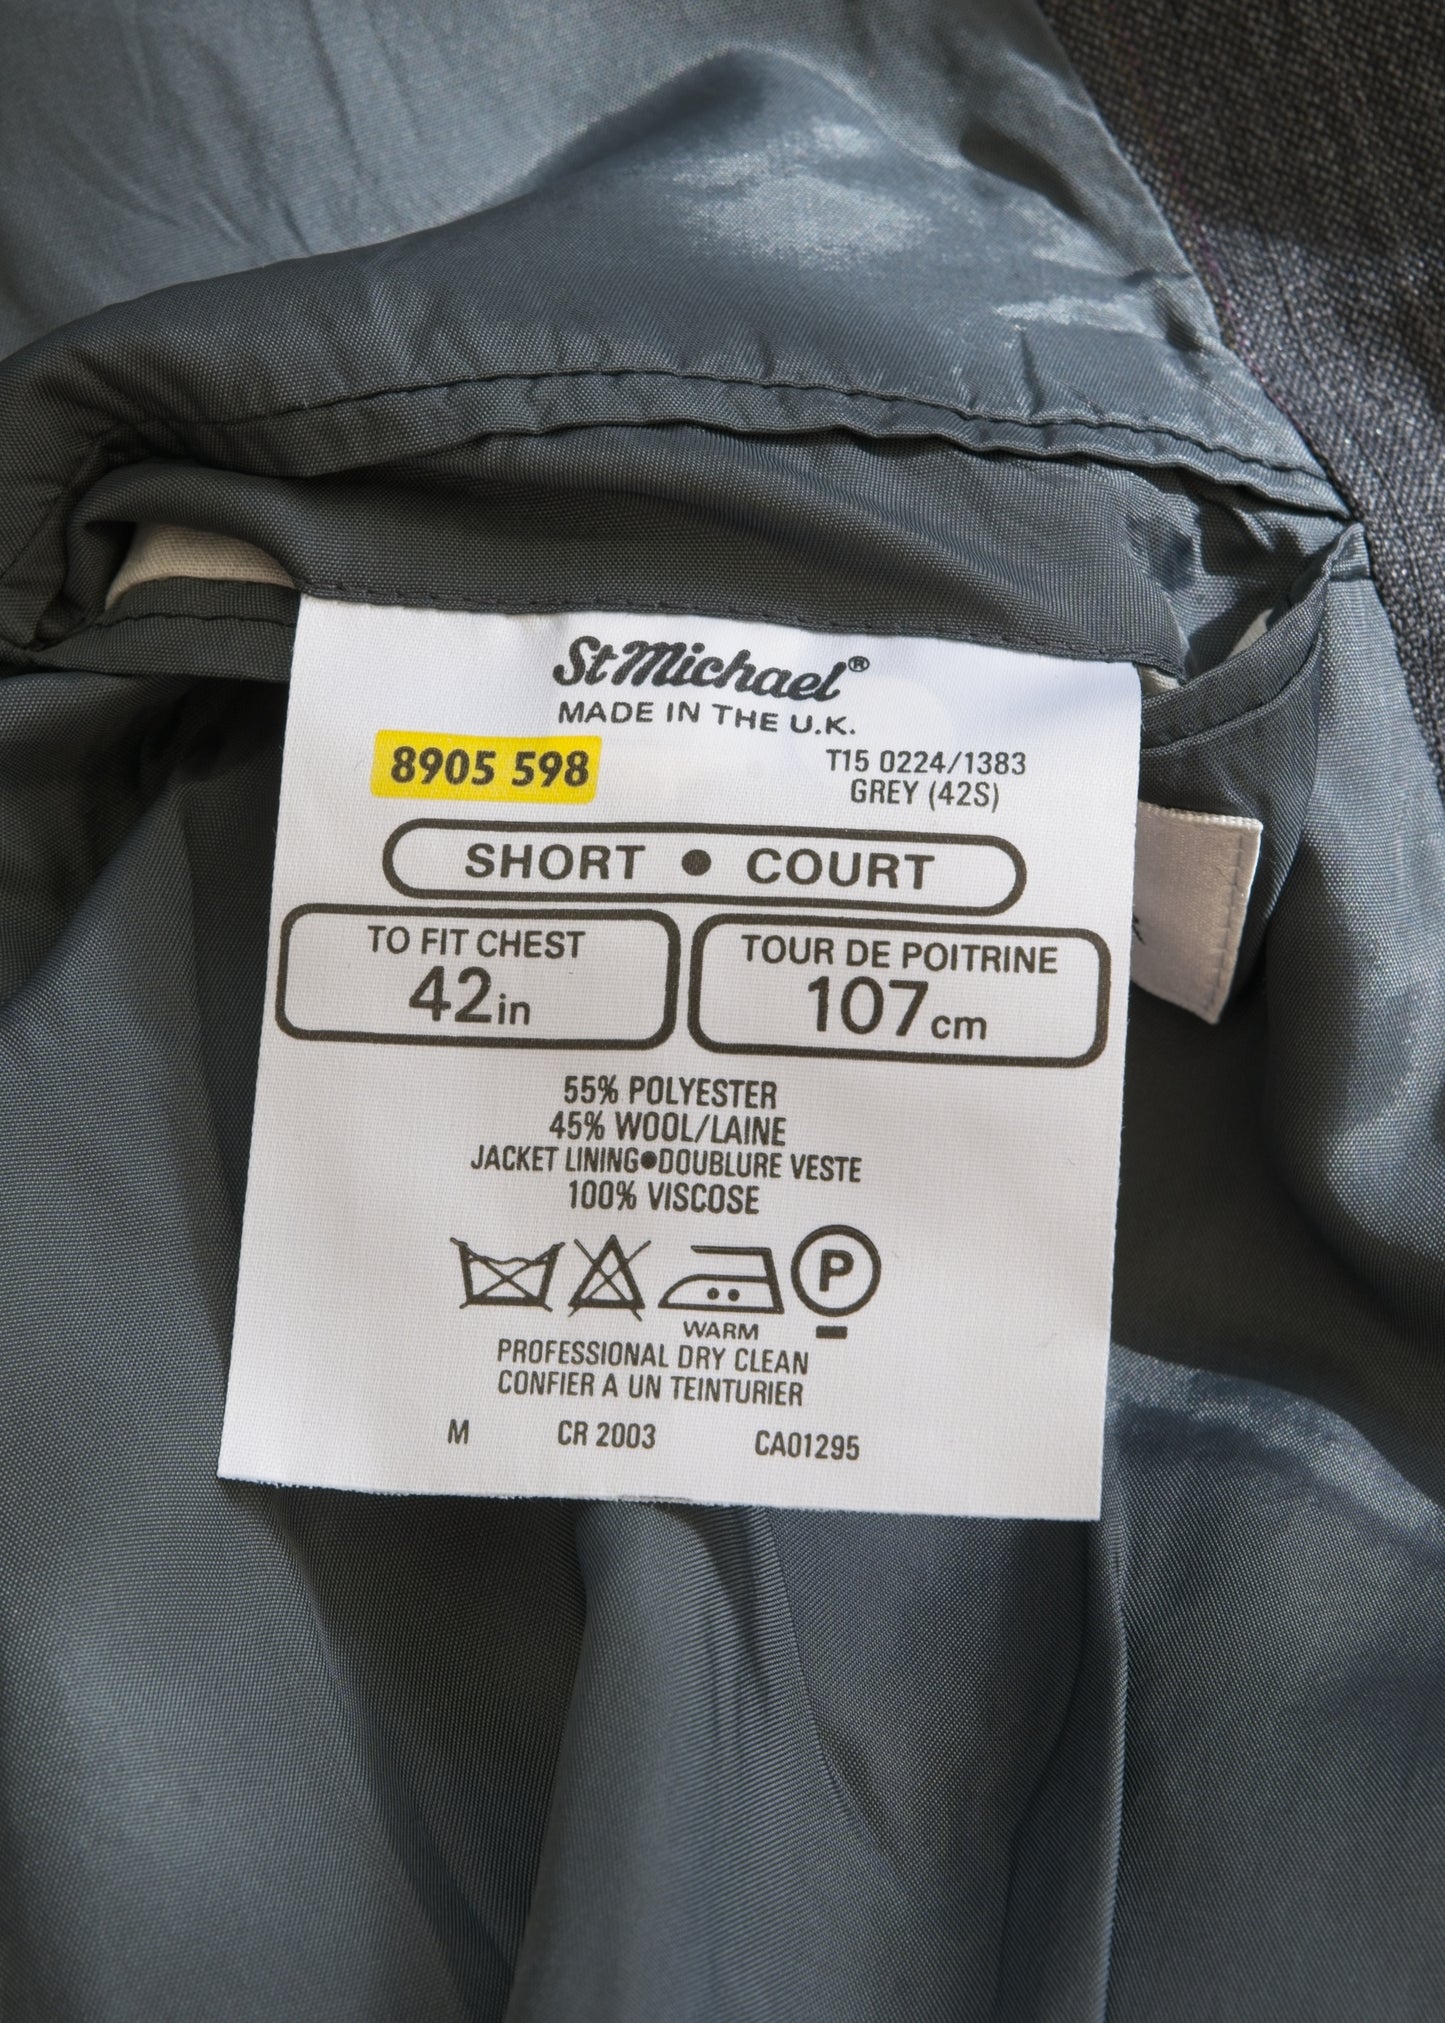 St Michael®
MADE IN THE U.K.
8905 598
T15 0224/1383
GREY (42S)
SHORT ● COURT
TO FIT CHEST
42in
TOUR DE POITRINE
107cm
55% POLYESTER
45% WOOL/LAINE
JACKET LINING●DOUBLURE VESTE
100% VISCOSE
P
WARM
PROFESSIONAL DRY CLEAN
CONFIER A UN TEINTURIER
M CR 2003 CA01295